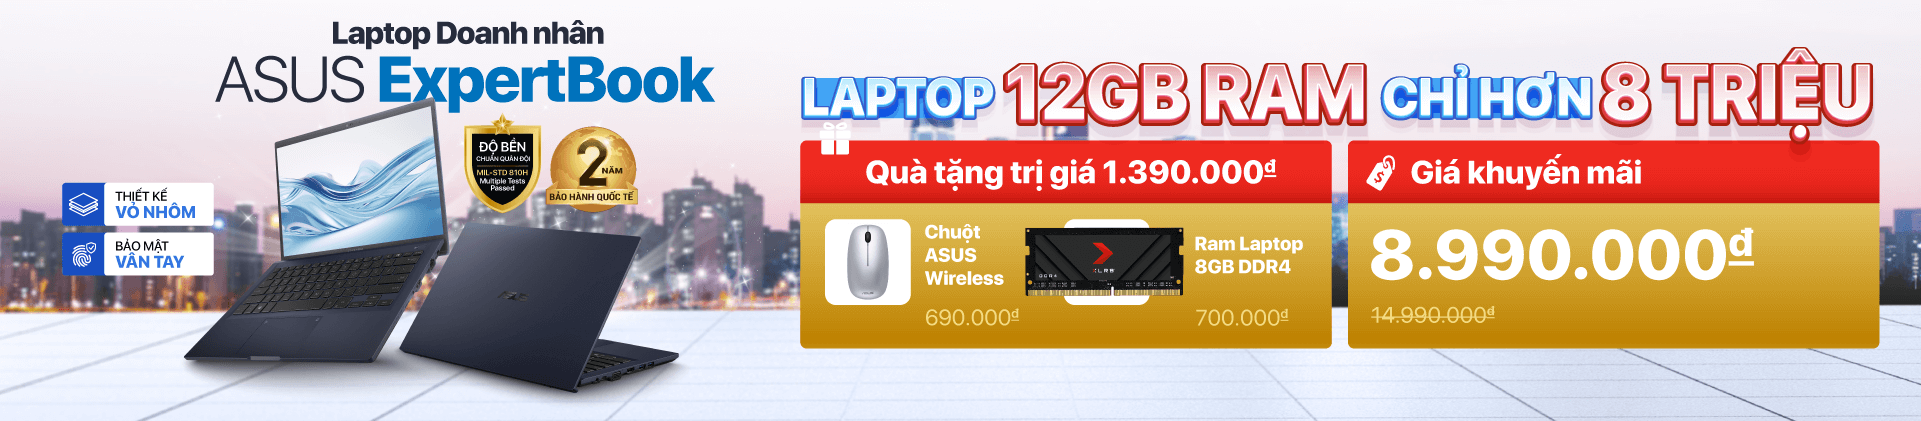 Laptop Doanh nhân
ASUS ExpertBook
THIẾT KẾ
VỎ NHÔM
BẢO MẬT
VÂN TAY
ĐỘ BỀN
CHUẨN QUÂN ĐỘI
MIL-STD 810H
Multiple Tests
Passed
2
NĂM
BẢO HÀNH QUỐC TẾ
LAPTOP 12GB RAM CHỈ HƠN 8 TRIỆU
Quà tặng trị giá 1.390.000đ
Chuột
ASUS
Wireless
690.000đ
XLR8
DDR4
Ram Laptop
8GB DDR4
700.000đ
Giá khuyến mãi
8.990.000đ
14.990.000đ